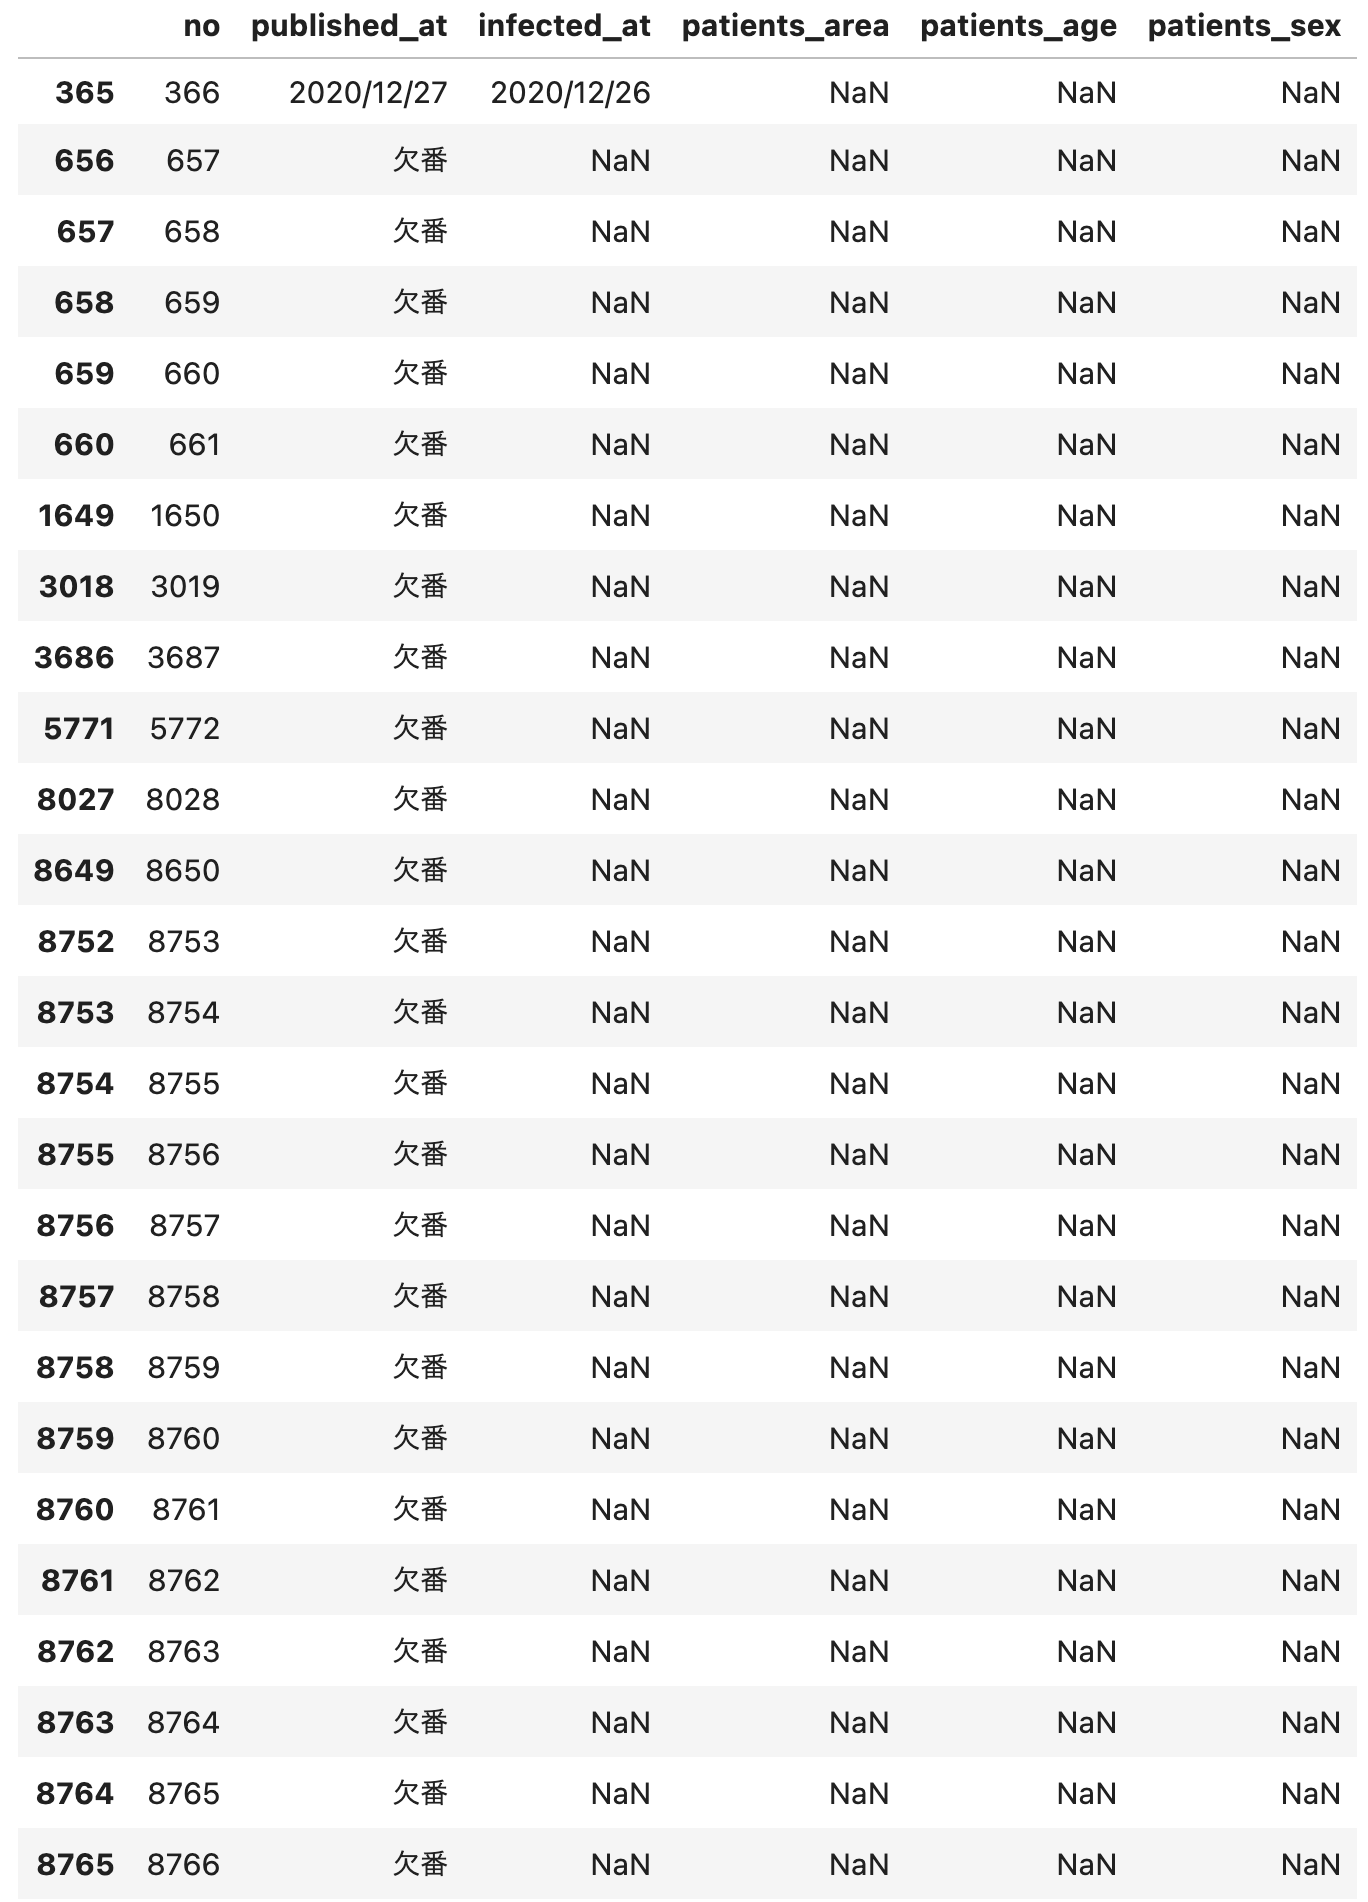 no published_at infected_at patients_area patients_age patients_sex
365 366 2020/12/27 2020/12/26 NaN NaN NaN
656 657 欠番 NaN NaN NaN NaN
657 658 欠番 NaN NaN NaN NaN
658 659 欠番 NaN NaN NaN NaN
659 660 欠番 NaN NaN NaN NaN
660 661 欠番 NaN NaN NaN NaN
1649 1650 欠番 NaN NaN NaN NaN
3018 3019 欠番 NaN NaN NaN NaN
3686 3687 欠番 NaN NaN NaN NaN
5771 5772 欠番 NaN NaN NaN NaN
8027 8028 欠番 NaN NaN NaN NaN
8649 8650 欠番 NaN NaN NaN NaN
8752 8753 欠番 NaN NaN NaN NaN
8753 8754 欠番 NaN NaN NaN NaN
8754 8755 欠番 NaN NaN NaN NaN
8755 8756 欠番 NaN NaN NaN NaN
8756 8757 欠番 NaN NaN NaN NaN
8757 8758 欠番 NaN NaN NaN NaN
8758 8759 欠番 NaN NaN NaN NaN
8759 8760 欠番 NaN NaN NaN NaN
8760 8761 欠番 NaN NaN NaN NaN
8761 8762 欠番 NaN NaN NaN NaN
8762 8763 欠番 NaN NaN NaN NaN
8763 8764 欠番 NaN NaN NaN NaN
8764 8765 欠番 NaN NaN NaN NaN
8765 8766 欠番 NaN NaN NaN NaN